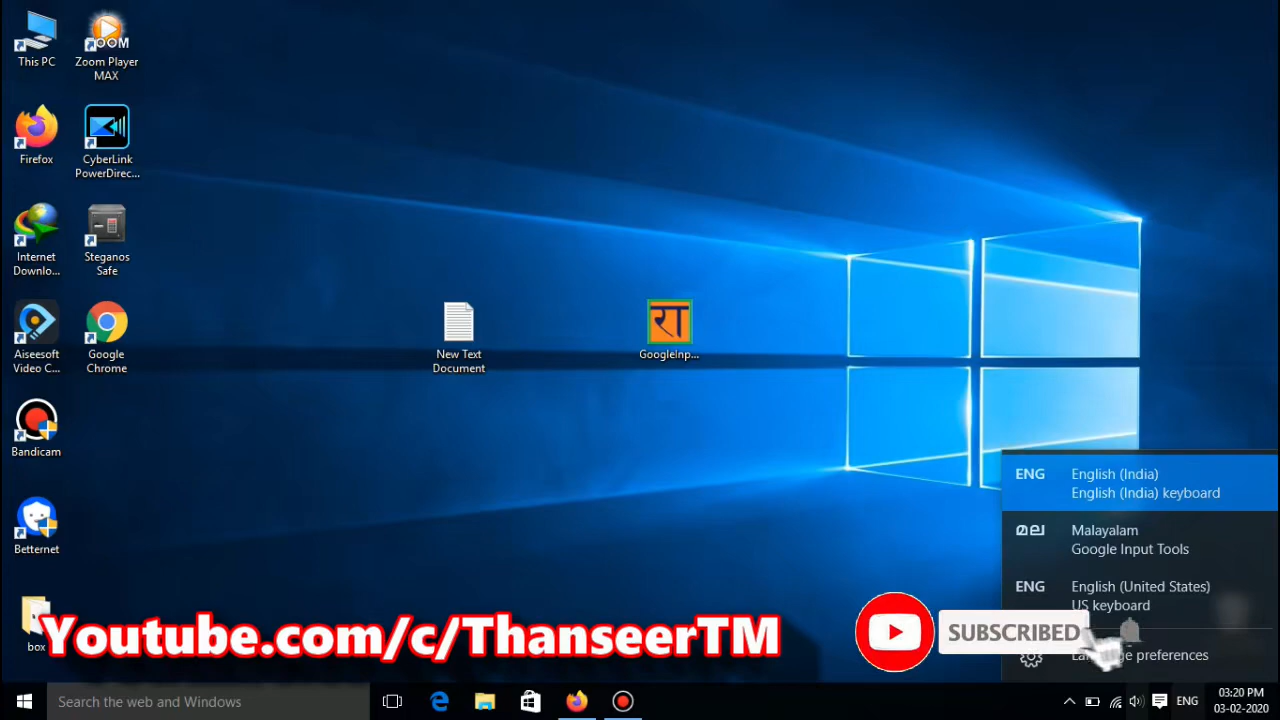 This PC
Zoom Player
MAX
ZOOM
Firefox
CyberLink
PowerDirec...
Internet
Downlo...
Steganos
Safe
Aiseesoft
Video C...
Google
Chrome
New Text
Document
रा
GoogleInp...
Bandicam
Betternet
box
Youtube.com/c/ThanseerTM
SUBSCRIBED
ENG English (India)
English (India) keyboard
മല Malayalam
Google Input Tools
ENG English (United States)
US keyboard
preferences
Search the web and Windows
ENG
03:20 PM
03-02-2020